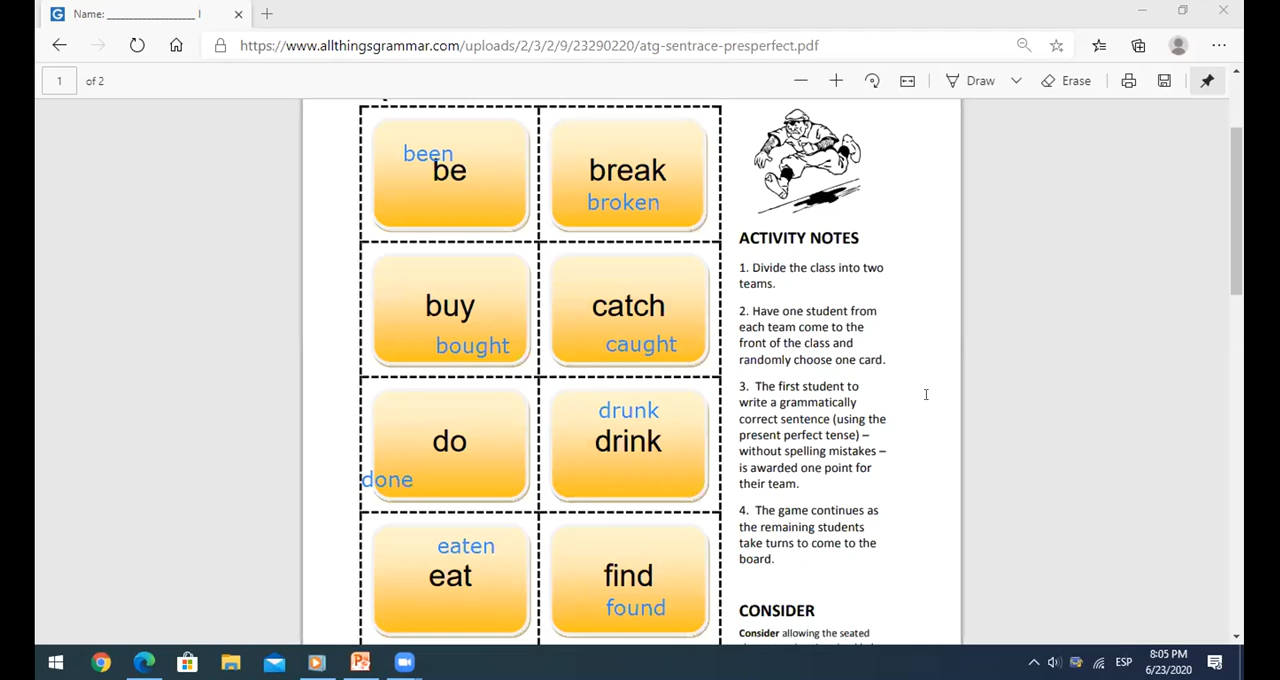 Name: ___________________ I
https://www.allthingsgrammar.com/uploads/2/3/2/9/23290220/atg-sentrace-presperfect.pdf
1 of 2
Draw
Erase
been
be
break
broken
buy
bought
catch
caught
do
done
drunk
drink
eaten
eat
find
found
ACTIVITY NOTES
1. Divide the class into two
teams.
2. Have one student from
each team come to the
front of the class and
randomly choose one card.
3. The first student to
write a grammatically
correct sentence (using the
present perfect tense) –
without spelling mistakes –
is awarded one point for
their team.
4. The game continues as
the remaining students
take turns to come to the
board.
CONSIDER
Consider allowing the seated
ESP
8:05 PM
6/23/2020